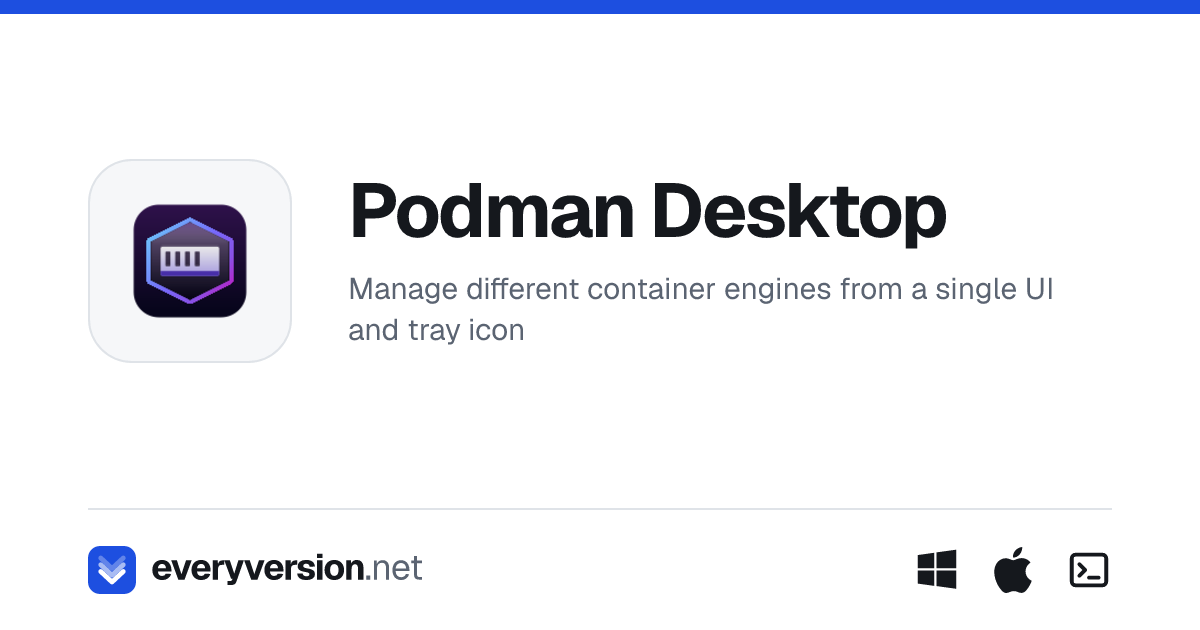 Podman Desktop
Manage different container engines from a single UI
and tray icon
everyversion.net